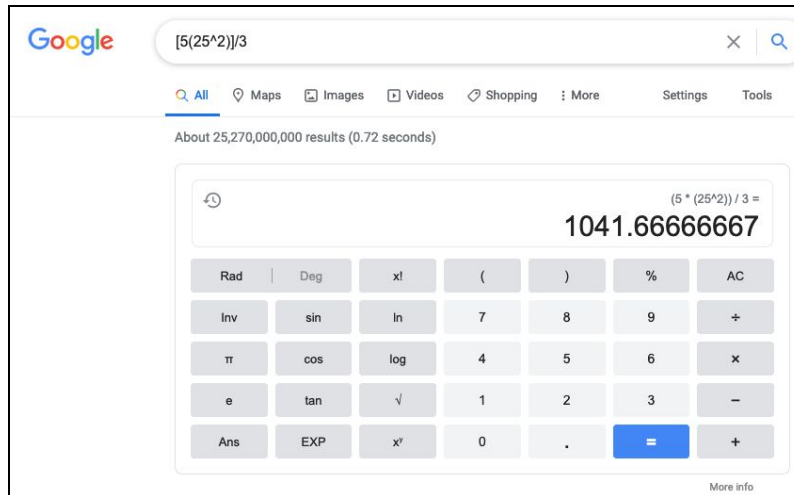 Google [5(25^2)]/3
All Maps Images Videos Shopping More Settings Tools
About 25,270,000,000 results (0.72 seconds)
(5 * (25^2)) / 3 =
1041.66666667
Rad | Deg x! ( ) % AC
Inv sin ln 7 8 9 ÷
π cos log 4 5 6 ×
e tan √ 1 2 3 −
Ans EXP xʸ 0 . = +
More info